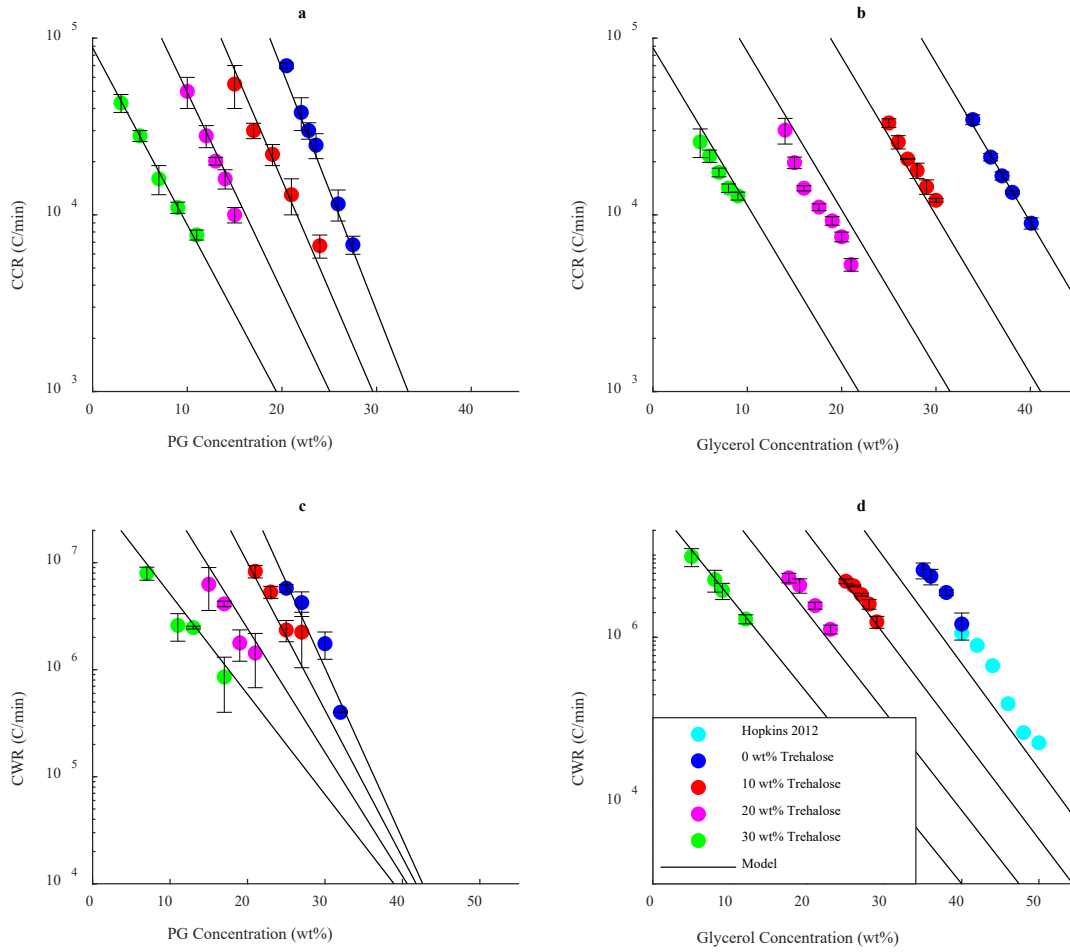 a
b
10^5
10^5
10^4
10^4
10^3
10^3
CCR (C/min)
CCR (C/min)
0 10 20 30 40
0 10 20 30 40
PG Concentration (wt%)
Glycerol Concentration (wt%)
c
d
10^7
10^6
10^6
10^5
10^4
10^4
CWR (C/min)
CWR (C/min)
Hopkins 2012
0 wt% Trehalose
10 wt% Trehalose
20 wt% Trehalose
30 wt% Trehalose
Model
0 10 20 30 40 50
0 10 20 30 40 50
PG Concentration (wt%)
Glycerol Concentration (wt%)